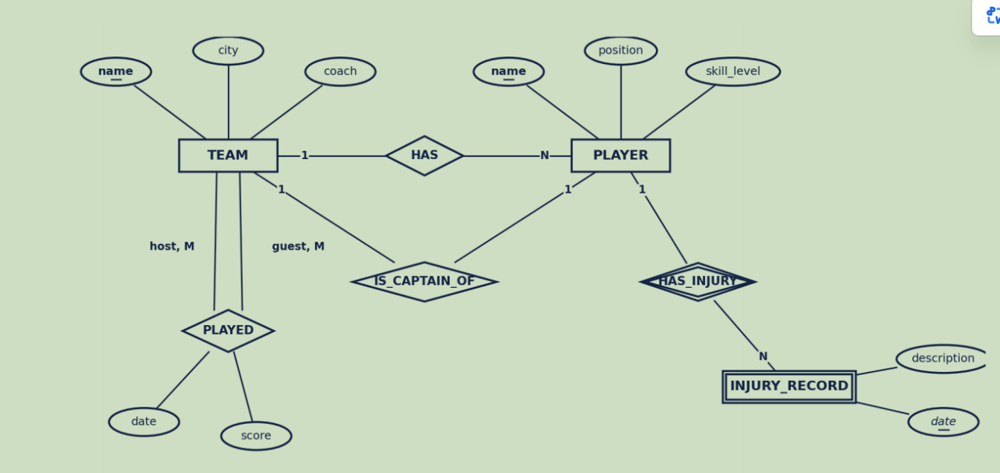 city
position
name
coach
name
skill_level
TEAM
1
HAS
N
PLAYER
1
1
1
host, M
guest, M
IS_CAPTAIN_OF
HAS_INJURY
PLAYED
N
description
INJURY_RECORD
date
score
date